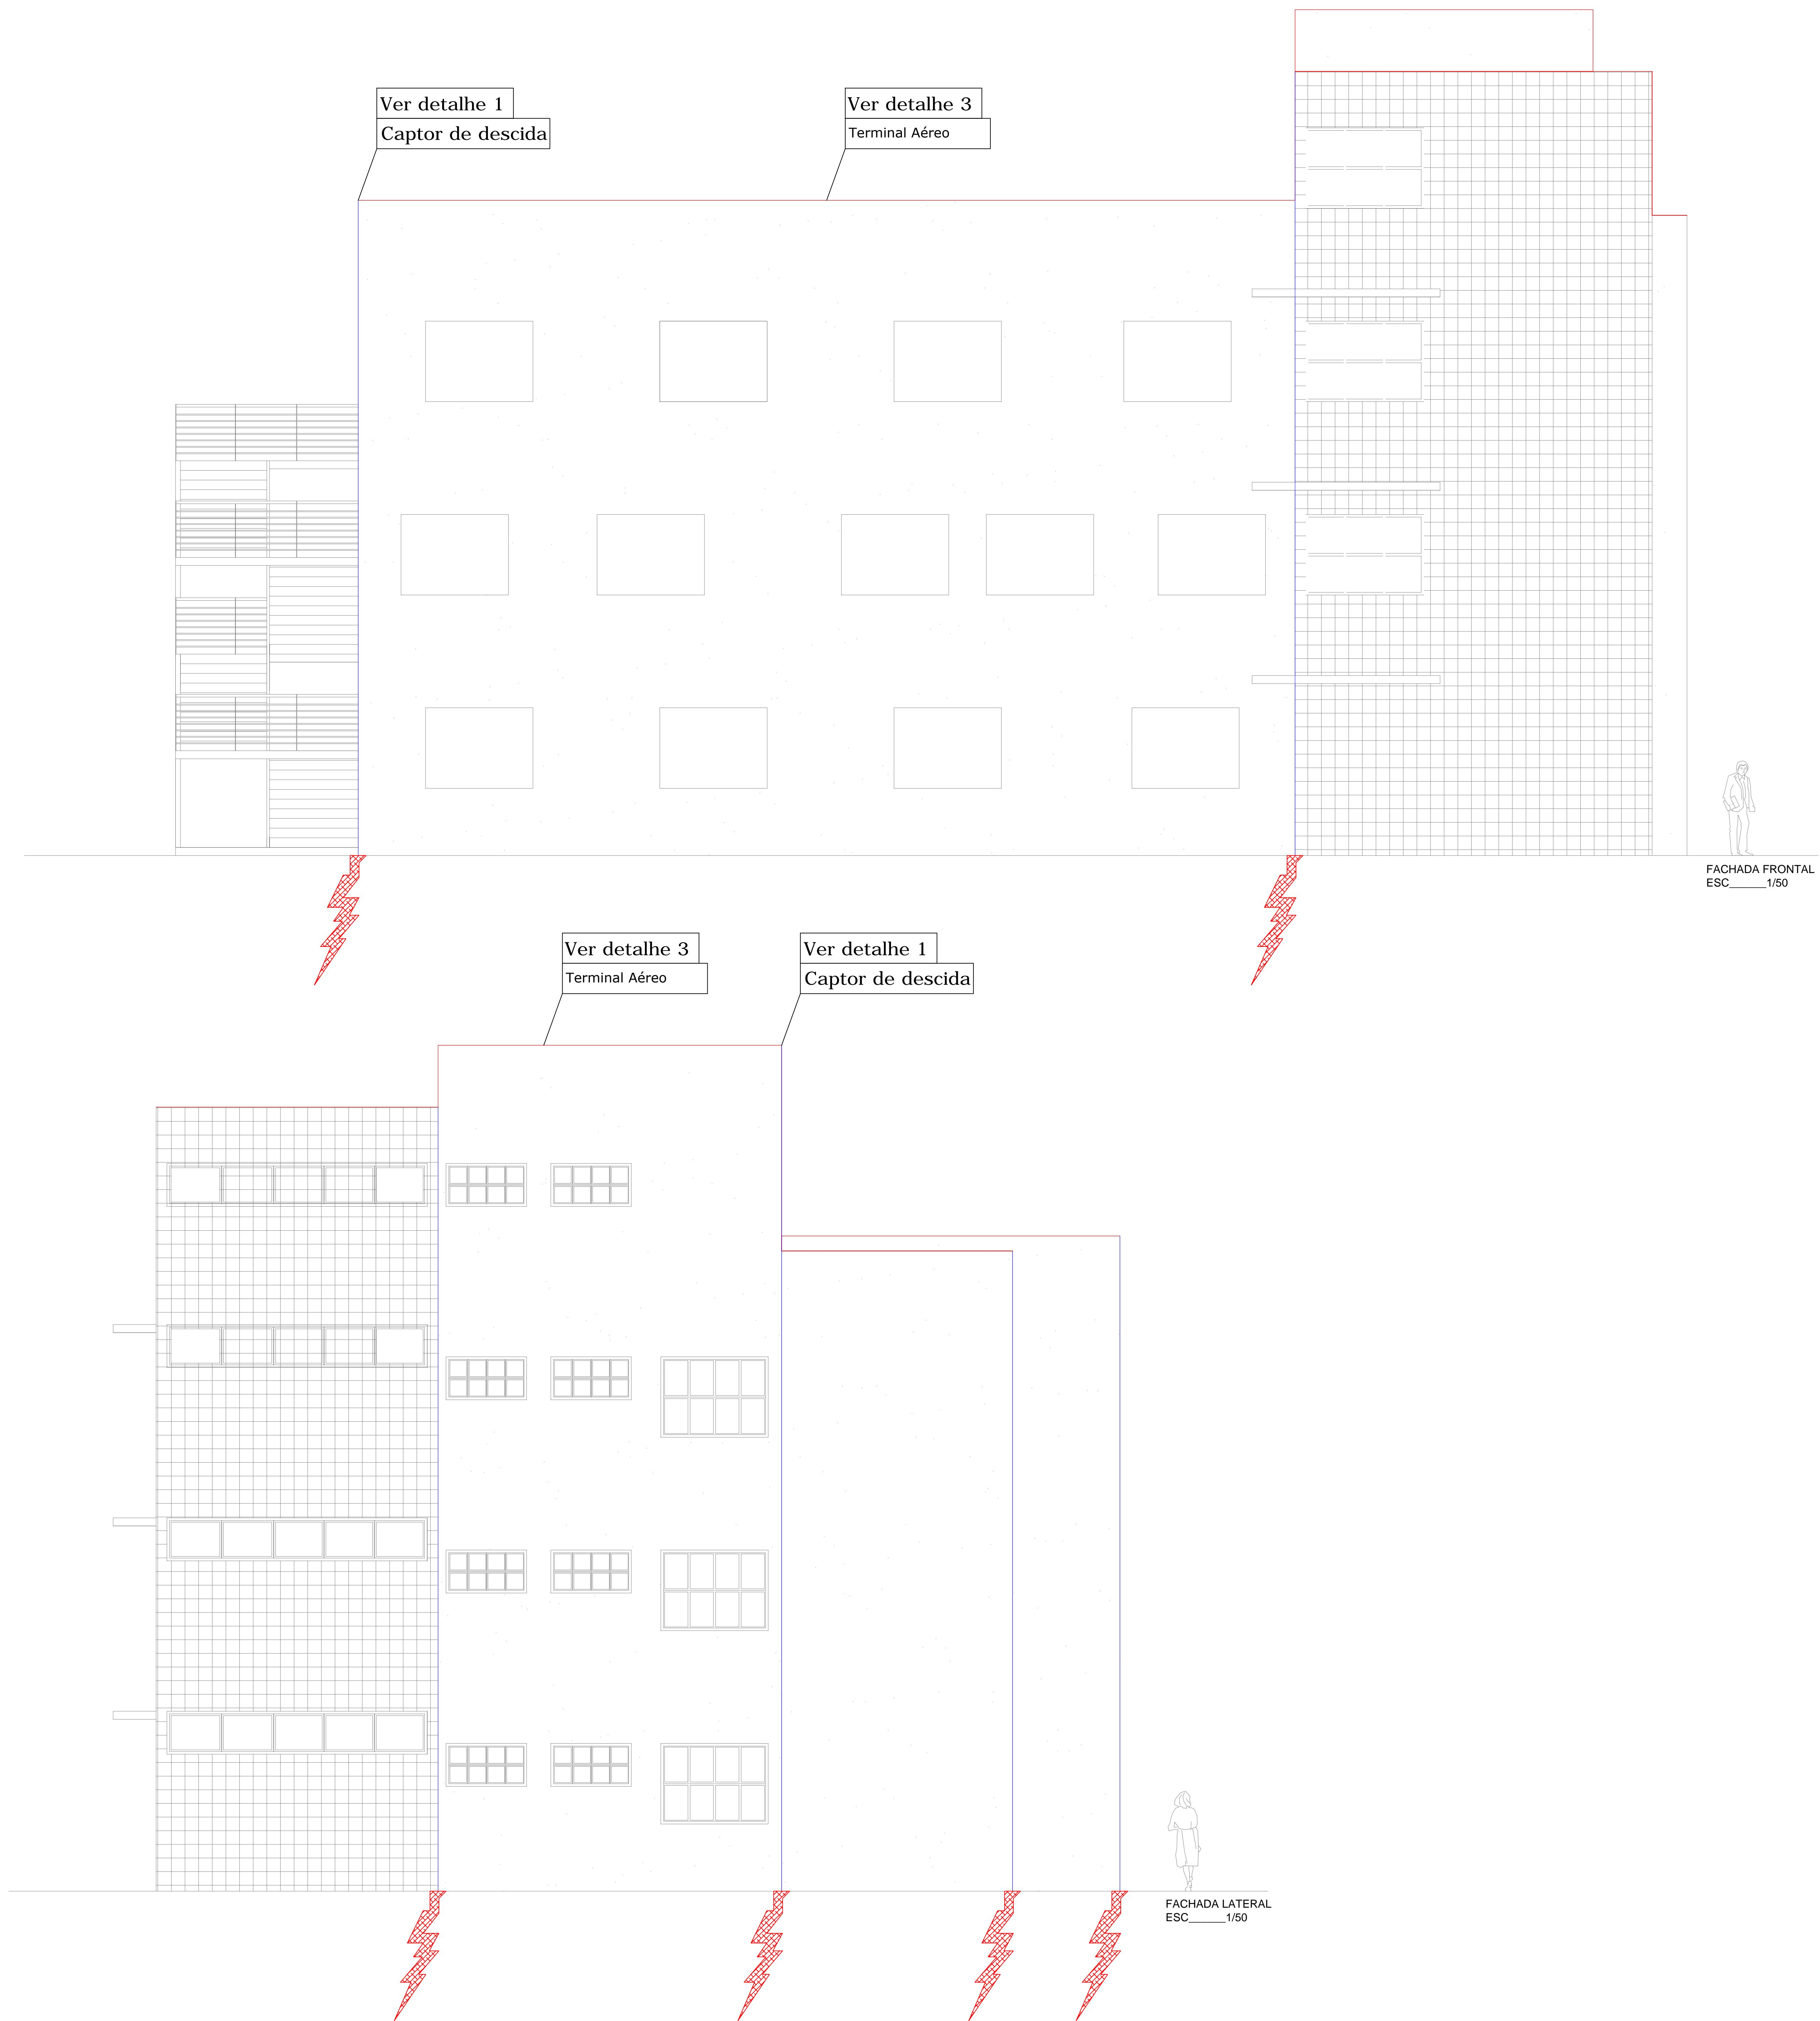 Ver detalhe 1
Captor de descida
Ver detalhe 3
Terminal Aéreo
FACHADA FRONTAL
ESC______1/50
Ver detalhe 3
Terminal Aéreo
Ver detalhe 1
Captor de descida
FACHADA LATERAL
ESC______1/50